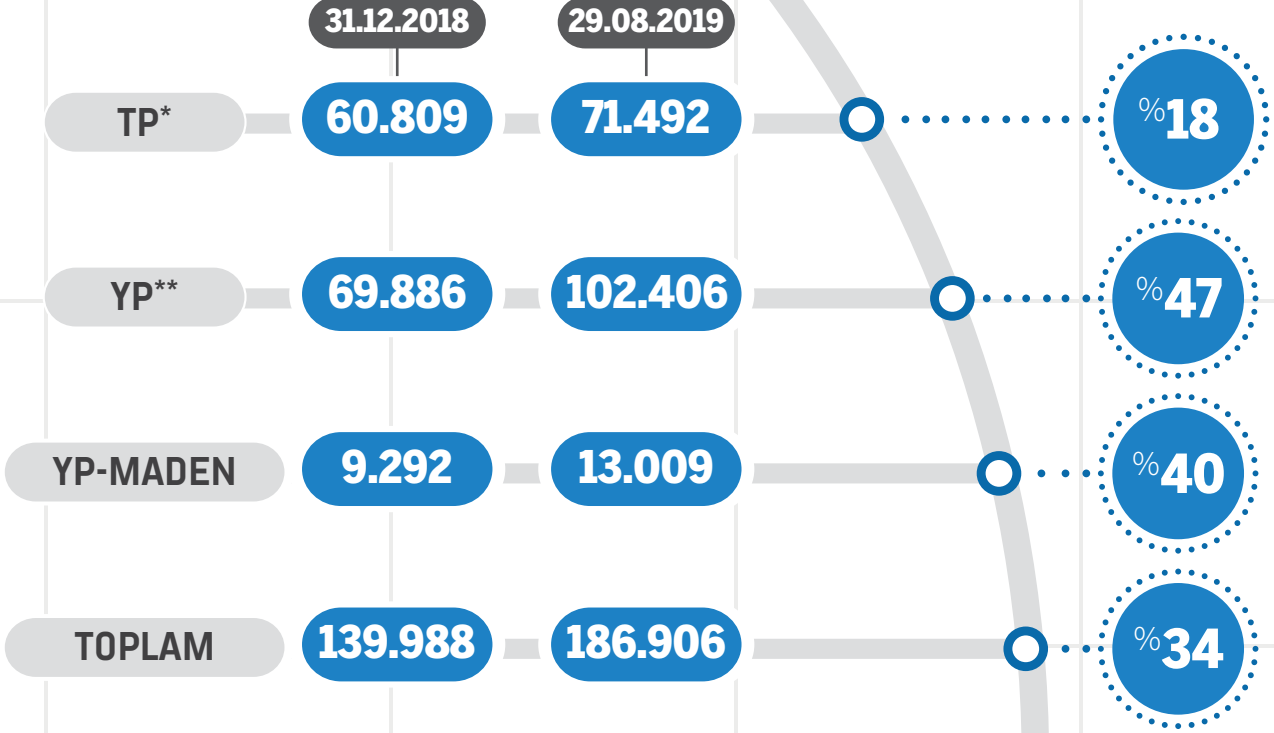 31.12.2018 29.08.2019
TP* 60.809 71.492 %18
YP** 69.886 102.406 %47
YP-MADEN 9.292 13.009 %40
TOPLAM 139.988 186.906 %34